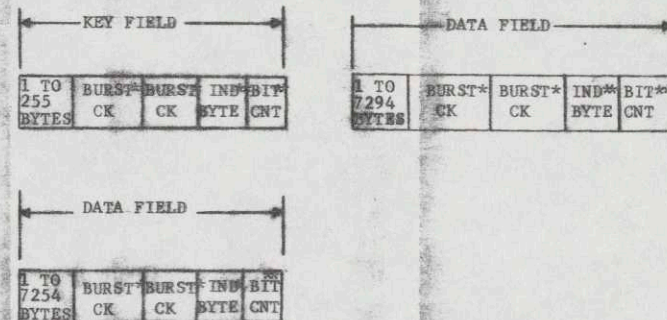 KEY FIELD
1 TO 255 BYTES
BURST* CK
BURST CK
IND* BYTE
BIT* CNT
DATA FIELD
1 TO 7294 BYTES
BURST* CK
BURST* CK
IND** BYTE
BIT** CNT
DATA FIELD
1 TO 7254 BYTES
BURST* CK
BURST* CK
IND BYTE
BIT CNT